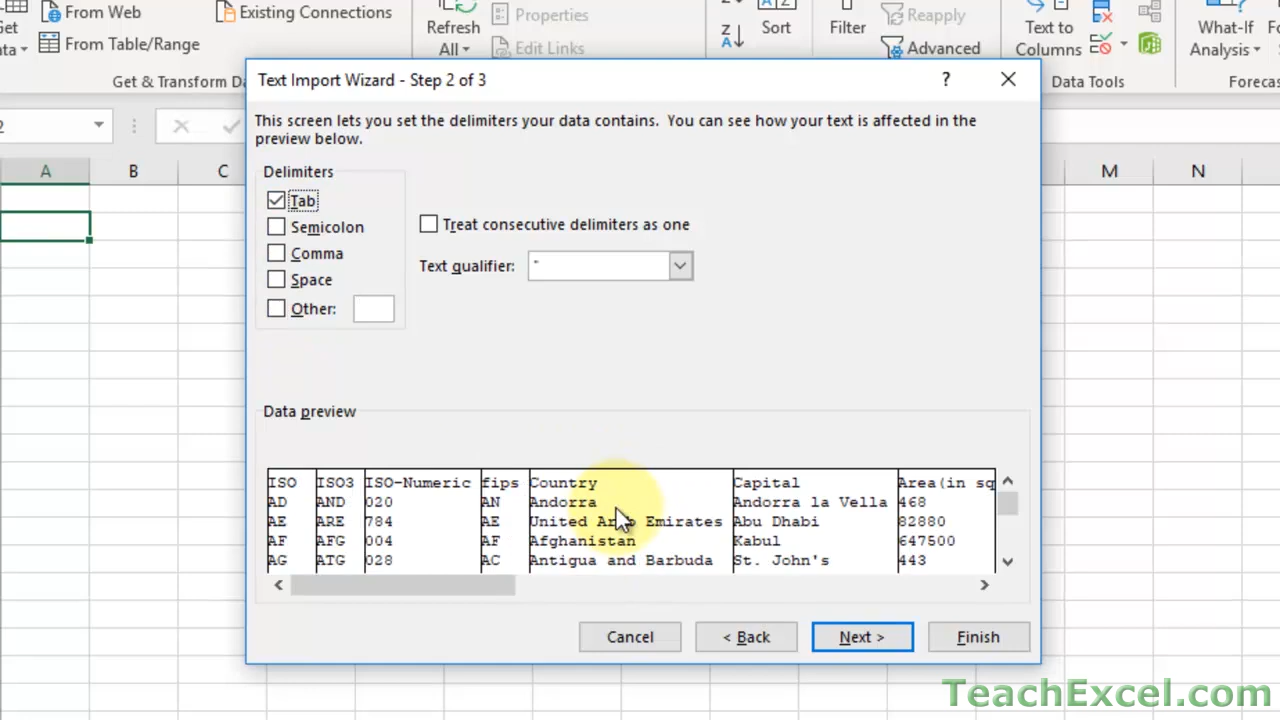 From Web
Existing Connections
Refresh
All
Properties
Sort
Filter
Reapply
Text to
Columns
What-If
Analysis
From Table/Range
Edit Links
Advanced
Get & Transform Da
Data Tools
Forecas
Text Import Wizard - Step 2 of 3
?
This screen lets you set the delimiters your data contains. You can see how your text is affected in the
preview below.
A B C M N
Delimiters
Tab
Semicolon
Comma
Space
Other:
Treat consecutive delimiters as one
Text qualifier: "
Data preview
ISO ISO3 ISO-Numeric fips Country Capital Area(in sq
AD AND 020 AN Andorra Andorra la Vella 468
AE ARE 784 AE United Arab Emirates Abu Dhabi 82880
AF AFG 004 AF Afghanistan Kabul 647500
AG ATG 028 AC Antigua and Barbuda St. John's 443
Cancel < Back Next > Finish
TeachExcel.com